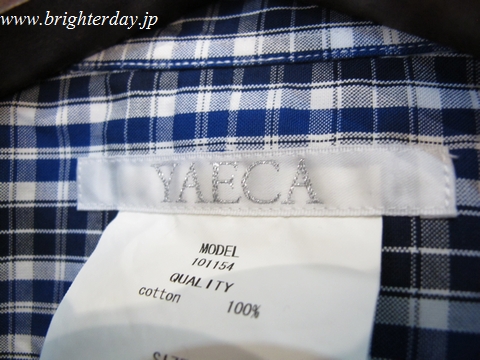 www.brighterday.jp
YAECA
MODEL
101154
QUALITY
cotton 100%